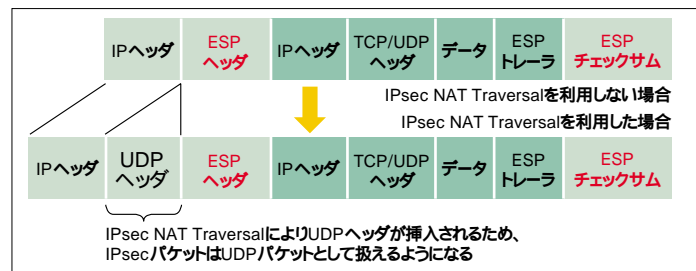 IPヘッダ
ESP
ヘッダ
IPヘッダ
TCP/UDP
ヘッダ
データ
ESP
トレーラ
ESP
チェックサム
IPsec NAT Traversalを利用しない場合
IPsec NAT Traversalを利用した場合
IPヘッダ
UDP
ヘッダ
ESP
ヘッダ
IPヘッダ
TCP/UDP
ヘッダ
データ
ESP
トレーラ
ESP
チェックサム
IPsec NAT TraversalによりUDPヘッダが挿入されるため、
IPsecパケットはUDPパケットとして扱えるようになる